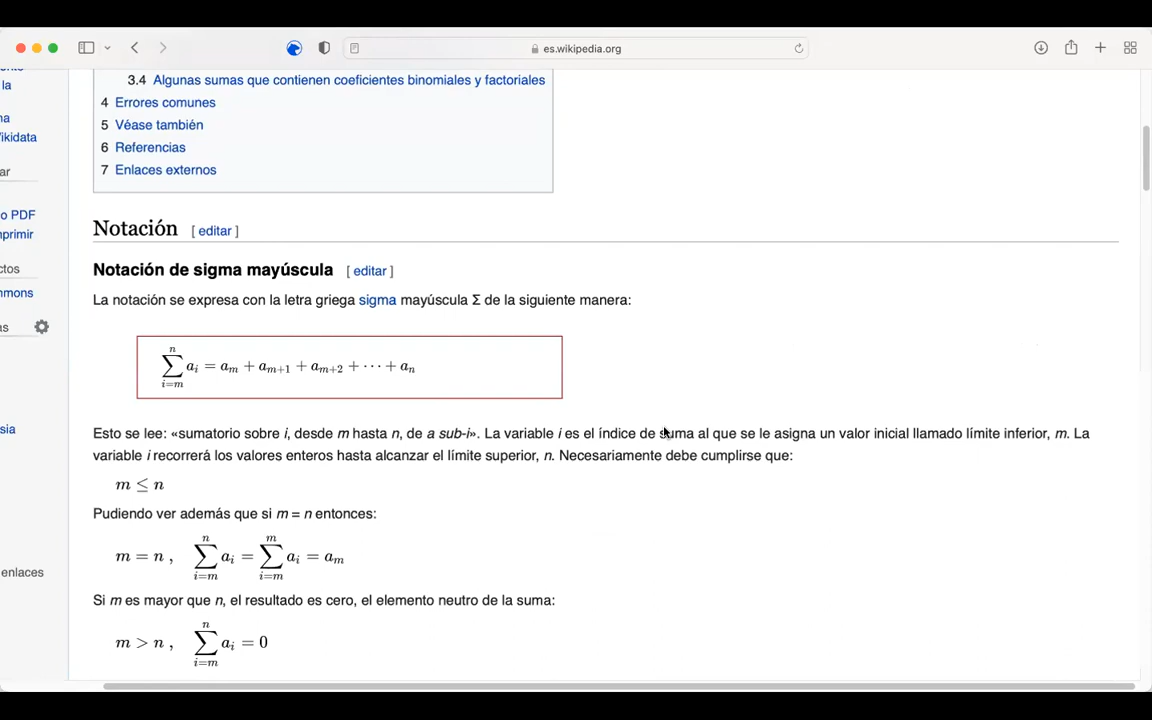 es.wikipedia.org
3.4 Algunas sumas que contienen coeficientes binomiales y factoriales
4 Errores comunes
5 Véase también
6 Referencias
7 Enlaces externos
la
na
ikidata
ar
o PDF
primir
ctos
mmons
as
sia
enlaces
Notación [ editar ]
Notación de sigma mayúscula [ editar ]
La notación se expresa con la letra griega sigma mayúscula Σ de la siguiente manera:
∑_{i=m}^{n} a_i = a_m + a_{m+1} + a_{m+2} + ⋯ + a_n
Esto se lee: «sumatorio sobre i, desde m hasta n, de a sub-i». La variable i es el índice de suma al que se le asigna un valor inicial llamado límite inferior, m. La
variable i recorrerá los valores enteros hasta alcanzar el límite superior, n. Necesariamente debe cumplirse que:
m ≤ n
Pudiendo ver además que si m = n entonces:
m = n , ∑_{i=m}^{n} a_i = ∑_{i=m}^{m} a_i = a_m
Si m es mayor que n, el resultado es cero, el elemento neutro de la suma:
m > n , ∑_{i=m}^{n} a_i = 0